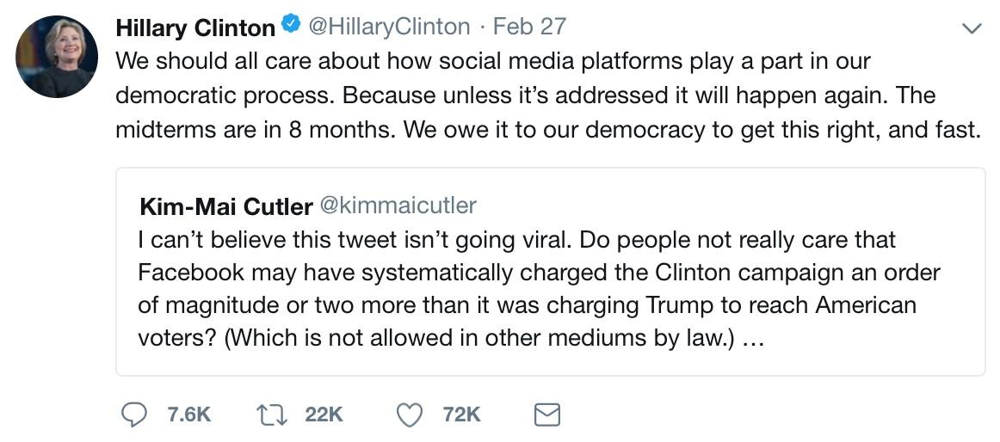 Hillary Clinton @HillaryClinton · Feb 27
We should all care about how social media platforms play a part in our
democratic process. Because unless it’s addressed it will happen again. The
midterms are in 8 months. We owe it to our democracy to get this right, and fast.
Kim-Mai Cutler @kimmaicutler
I can’t believe this tweet isn’t going viral. Do people not really care that
Facebook may have systematically charged the Clinton campaign an order
of magnitude or two more than it was charging Trump to reach American
voters? (Which is not allowed in other mediums by law.) …
7.6K 22K 72K